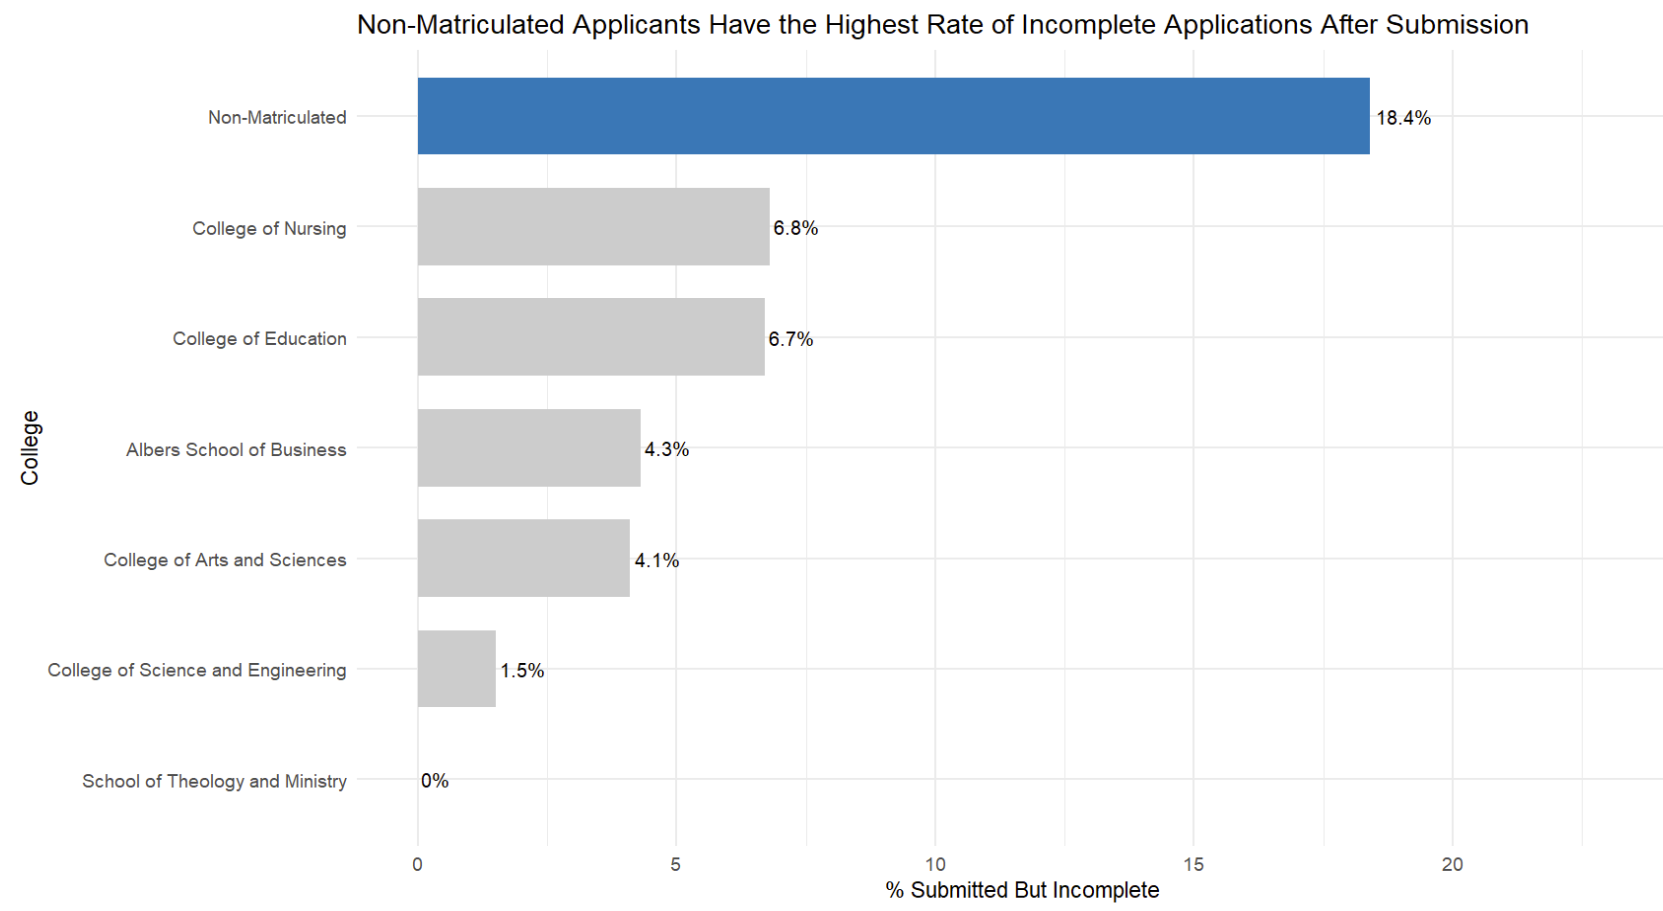 Non-Matriculated Applicants Have the Highest Rate of Incomplete Applications After Submission
Non-Matriculated 18.4%
College of Nursing 6.8%
College of Education 6.7%
College
Albers School of Business 4.3%
College of Arts and Sciences 4.1%
College of Science and Engineering 1.5%
School of Theology and Ministry 0%
0 5 10 15 20
% Submitted But Incomplete